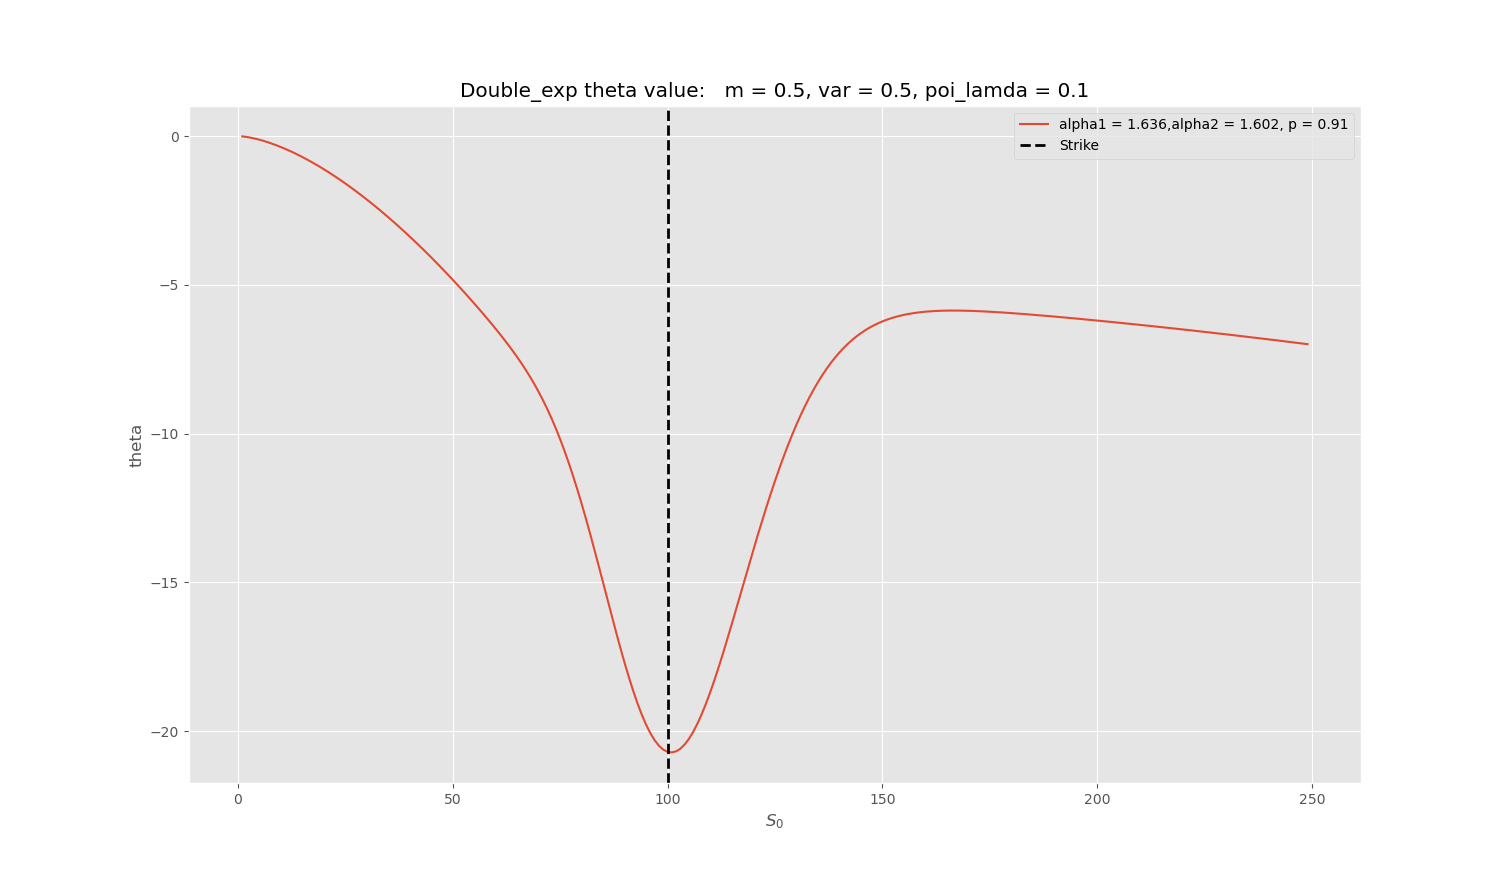 Double_exp theta value:   m = 0.5, var = 0.5, poi_lamda = 0.1
alpha1 = 1.636,alpha2 = 1.602, p = 0.91
Strike
0
−5
−10
−15
−20
theta
0
50
100
150
200
250
S_0